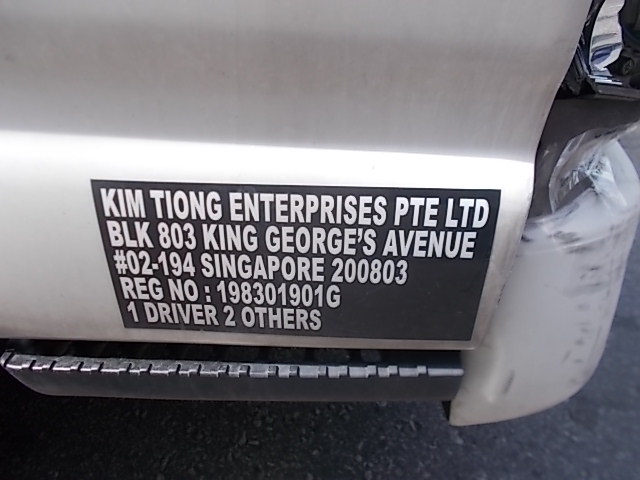 KIM TIONG ENTERPRISES PTE LTD
BLK 803 KING GEORGE'S AVENUE
#02-194 SINGAPORE 200803
REG NO : 198301901G
1 DRIVER 2 OTHERS